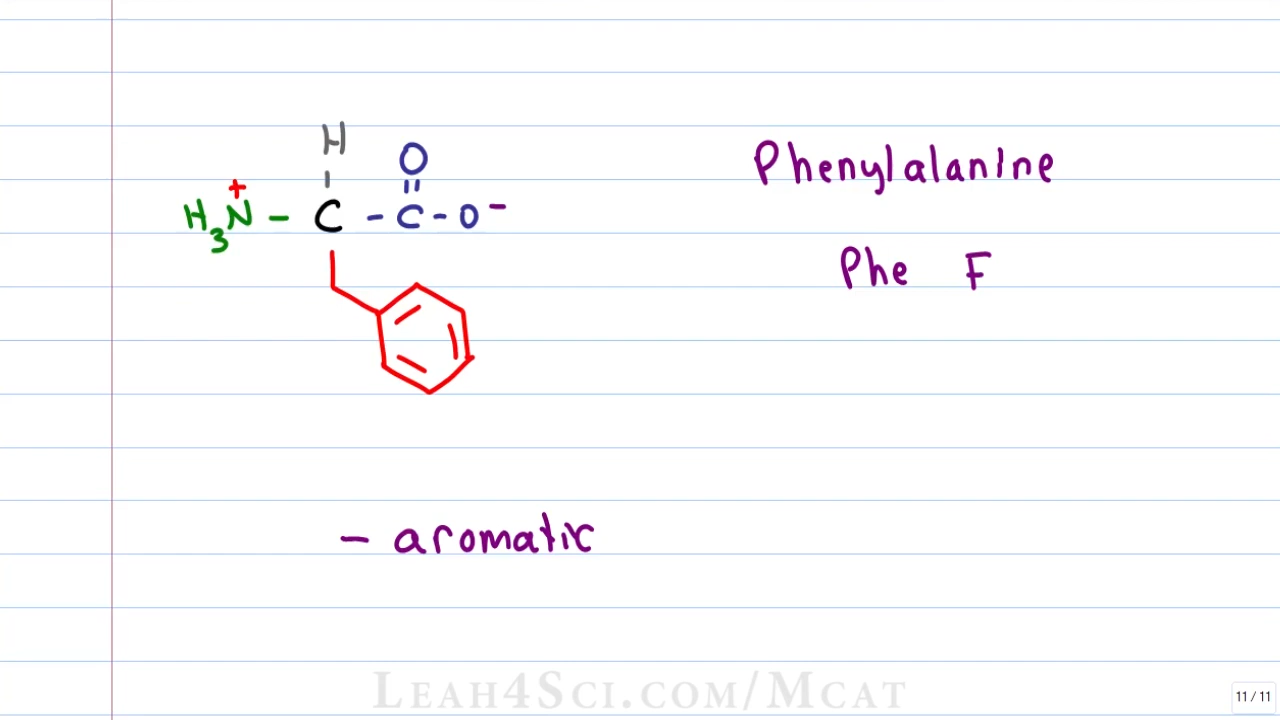 H
O
H3N+ - C - C - O-
Phenylalanine
Phe F
- aromatic
LEAH4SCI.COM/MCAT
11 / 11